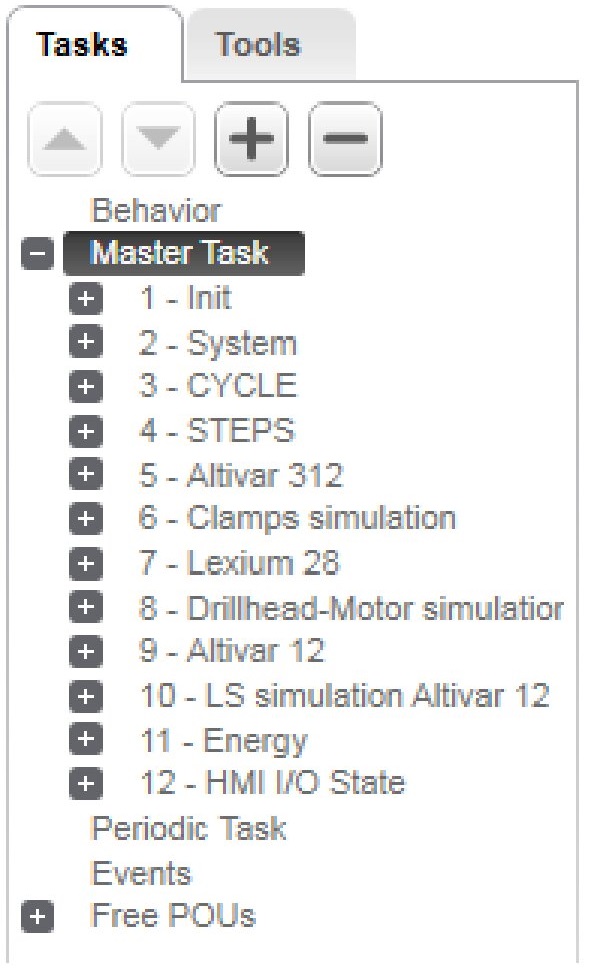 Tasks Tools
Behavior
Master Task
1 - Init
2 - System
3 - CYCLE
4 - STEPS
5 - Altivar 312
6 - Clamps simulation
7 - Lexium 28
8 - Drillhead-Motor simulation
9 - Altivar 12
10 - LS simulation Altivar 12
11 - Energy
12 - HMI I/O State
Periodic Task
Events
Free POUs